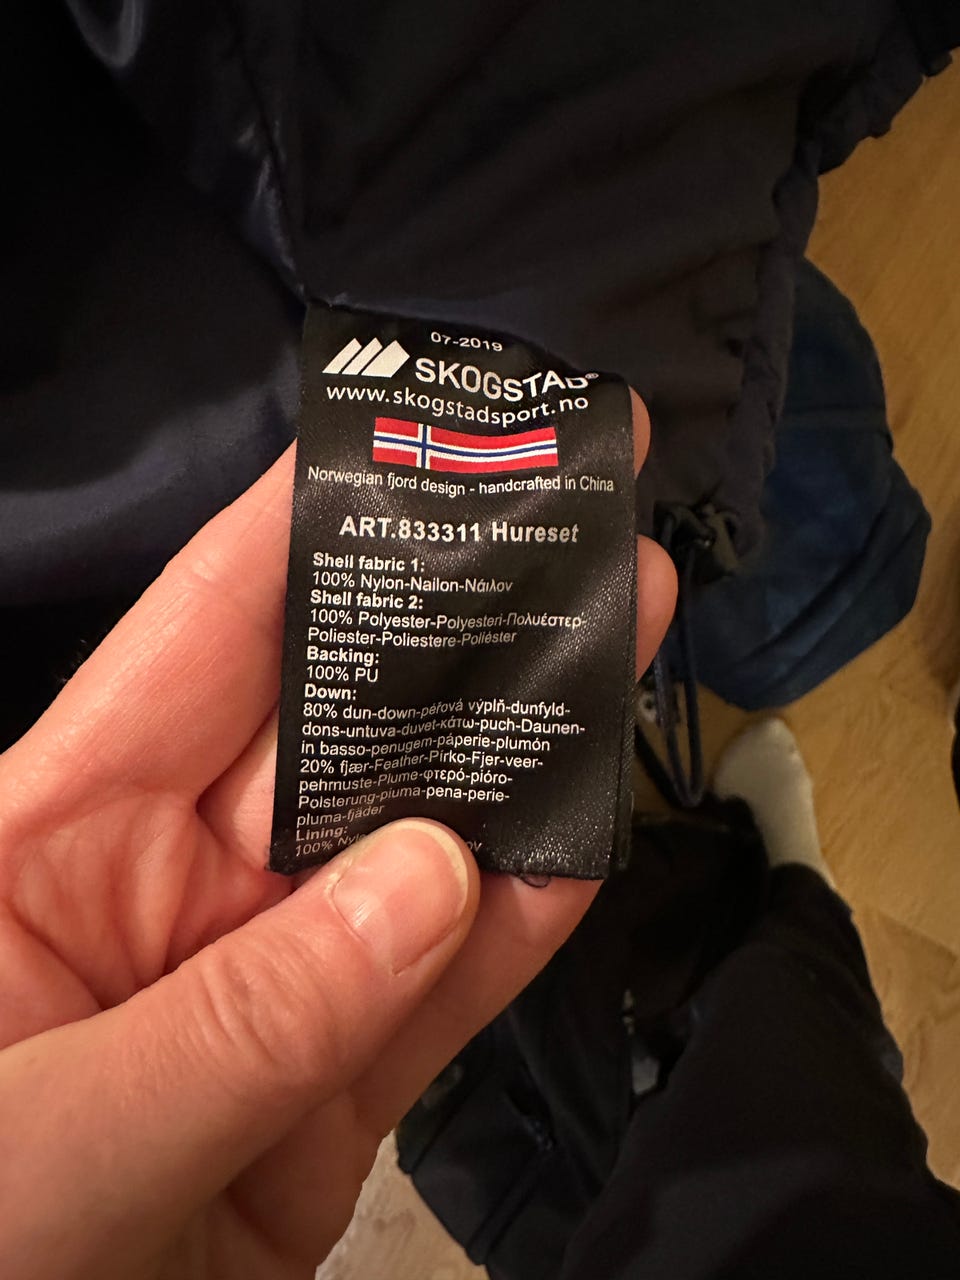 07-2019
SKOGSTAD®
www.skogstadsport.no
Norwegian fjord design - handcrafted in China
ART.833311 Hureset
Shell fabric 1:
100% Nylon-Nailon-Νάιλον
Shell fabric 2:
100% Polyester-Polyesteri-Πολυέστερ-
Poliester-Poliestere-Poliéster
Backing:
100% PU
Down:
80% dun-down-péřová výplň-dunfyld-
dons-untuva-duvet-κάτω-puch-Daunen-
in basso-penugem-páperie-plumón
20% fjær-Feather-Pírko-Fjer-veer-
pehmuste-Plume-φτερό-pióro-
Polsterung-piuma-pena-perie-
pluma-fjäder
Lining:
100%